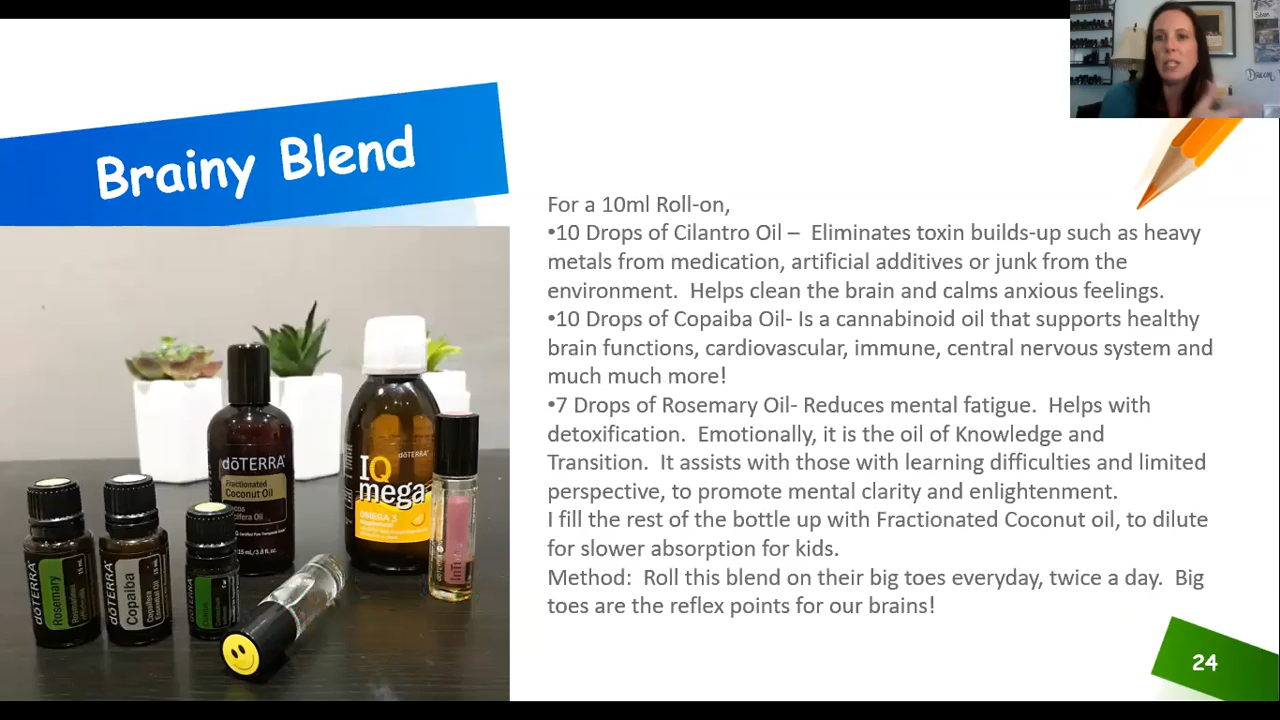 Brainy Blend
For a 10ml Roll-on,
•10 Drops of Cilantro Oil – Eliminates toxin builds-up such as heavy
metals from medication, artificial additives or junk from the
environment. Helps clean the brain and calms anxious feelings.
•10 Drops of Copaiba Oil- Is a cannabinoid oil that supports healthy
brain functions, cardiovascular, immune, central nervous system and
much much more!
•7 Drops of Rosemary Oil- Reduces mental fatigue. Helps with
detoxification. Emotionally, it is the oil of Knowledge and
Transition. It assists with those with learning difficulties and limited
perspective, to promote mental clarity and enlightenment.
I fill the rest of the bottle up with Fractionated Coconut oil, to dilute
for slower absorption for kids.
Method: Roll this blend on their big toes everyday, twice a day. Big
toes are the reflex points for our brains!
24
dōTERRA
Fractionated
Coconut Oil
dōTERRA
IQ
mega
OMEGA 3
dōTERRA
Rosemary
dōTERRA
Copaiba
dōTERRA
InTune